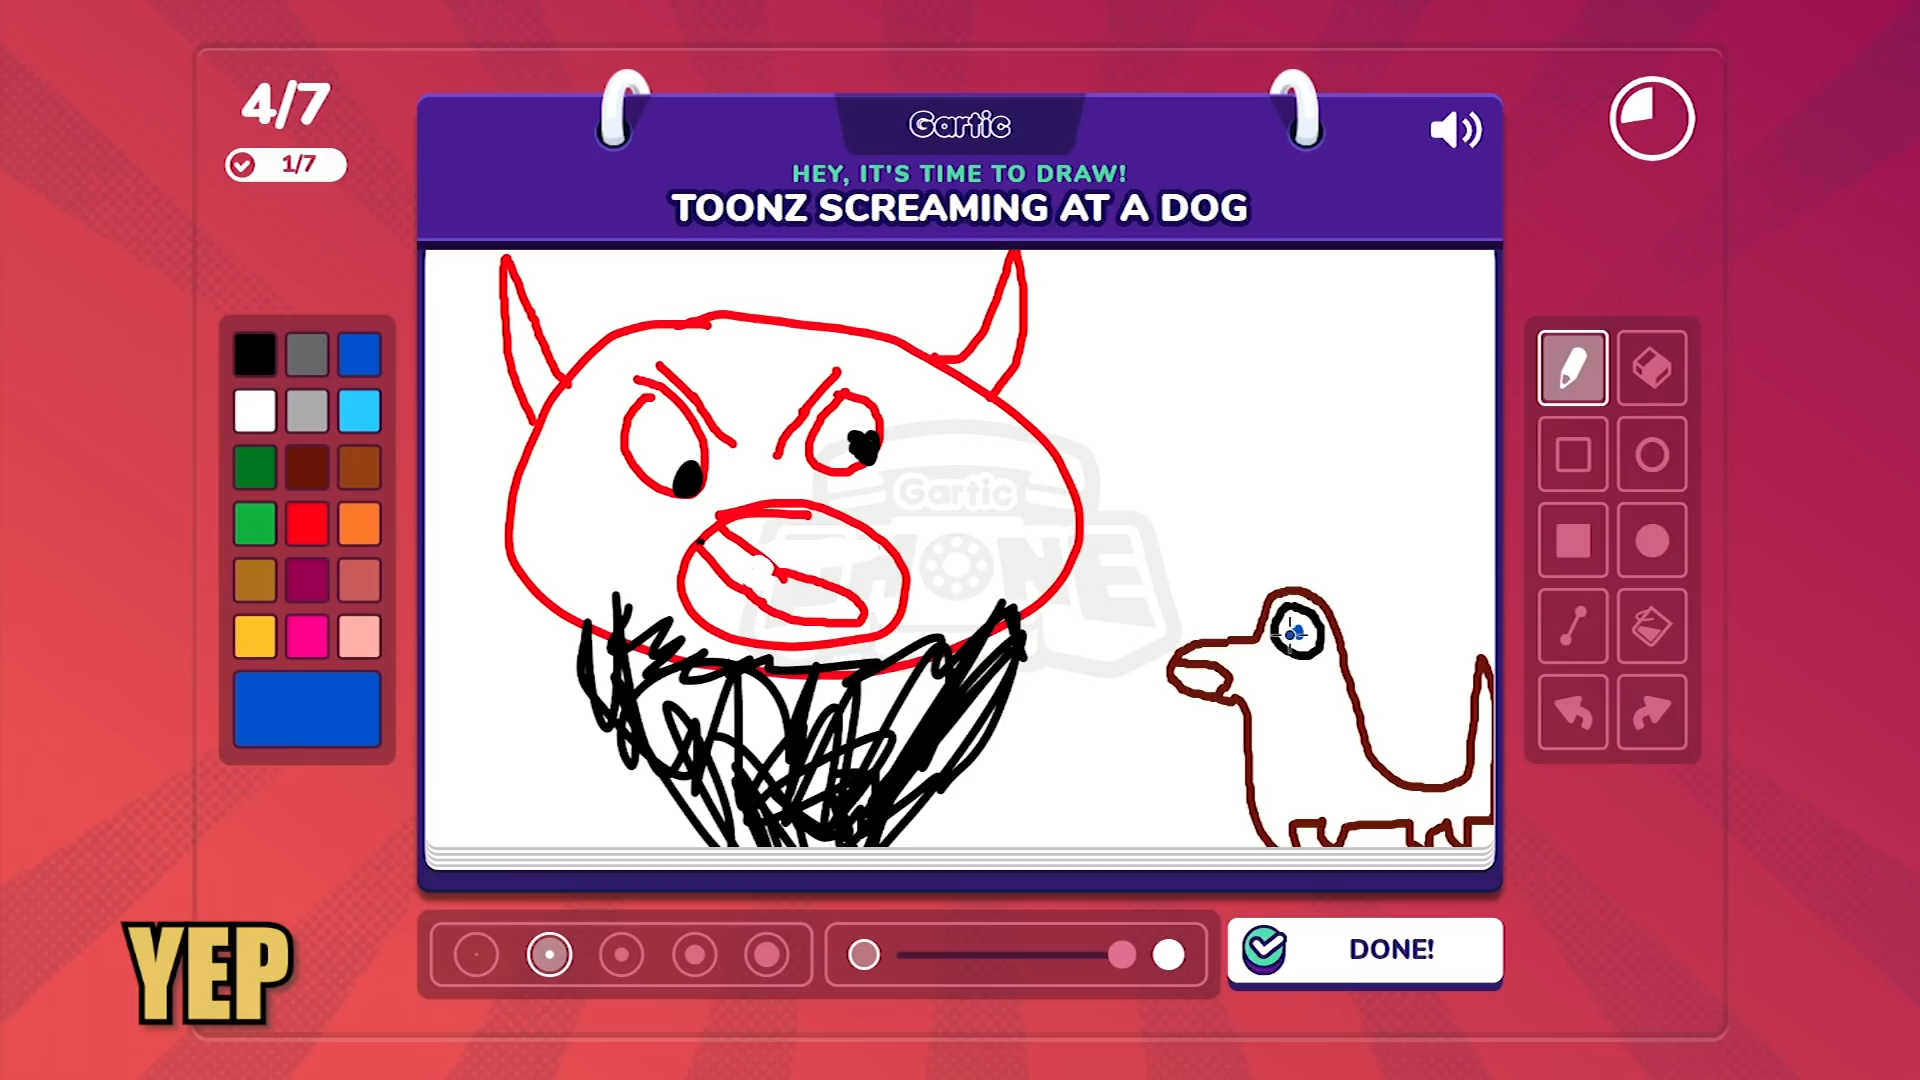 4/7
1/7
Gartic
HEY, IT'S TIME TO DRAW!
TOONZ SCREAMING AT A DOG
Gartic
PHONE
YEP
DONE!